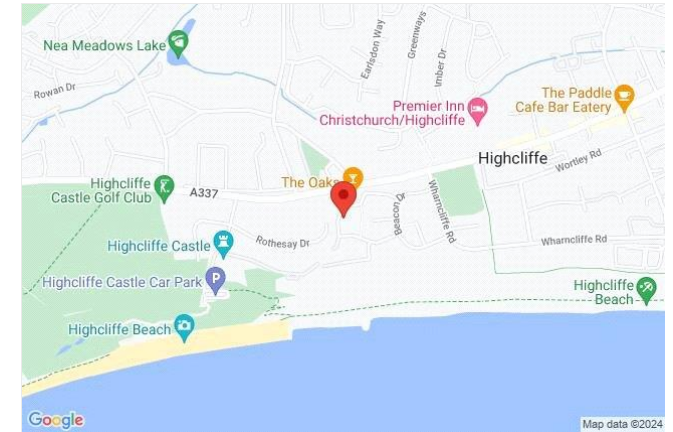 Nea Meadows Lake
Earlsdon Way
Greenways
mber Dr
Rowan Dr
Premier Inn
Christchurch/Highcliffe
The Paddle
Cafe Bar Eatery
Highcliffe
Wortley Rd
The Oaks
Highcliffe
Castle Golf Club
A337
Beacon Dr
Wharncliffe Rd
Highcliffe Castle
Rothesay Dr
Wharncliffe Rd
Highcliffe Castle Car Park
P
Highcliffe
Beach
Highcliffe Beach
Google
Map data ©2024